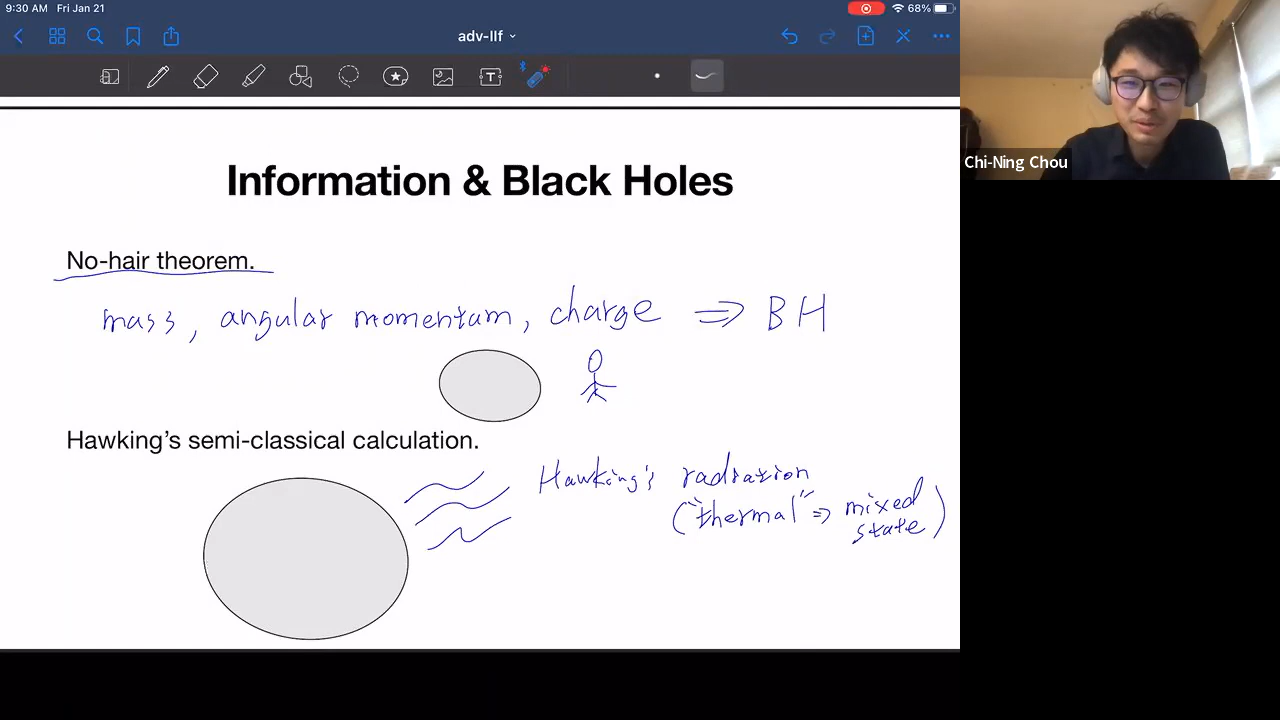 9:30 AM Fri Jan 21
68%
adv-IIf
T
Chi-Ning Chou
Information & Black Holes
No-hair theorem.
mass, angular momentum, charge ⇒ BH
Hawking's semi-classical calculation.
Hawking's radiation
("thermal" ⇒ mixed
state)